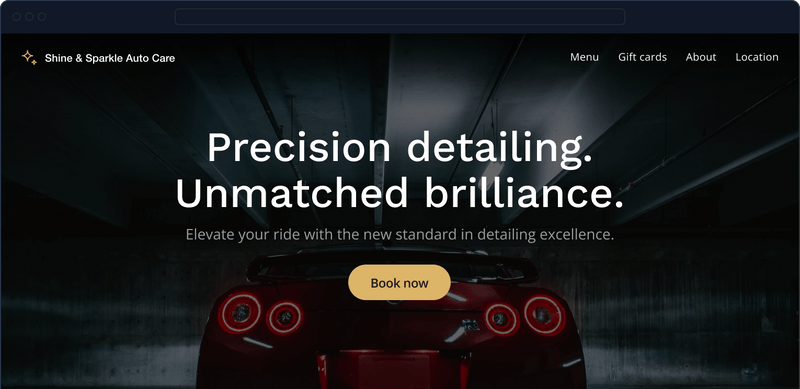 Shine & Sparkle Auto Care
Menu Gift cards About Location
Precision detailing.
Unmatched brilliance.
Elevate your ride with the new standard in detailing excellence.
Book now